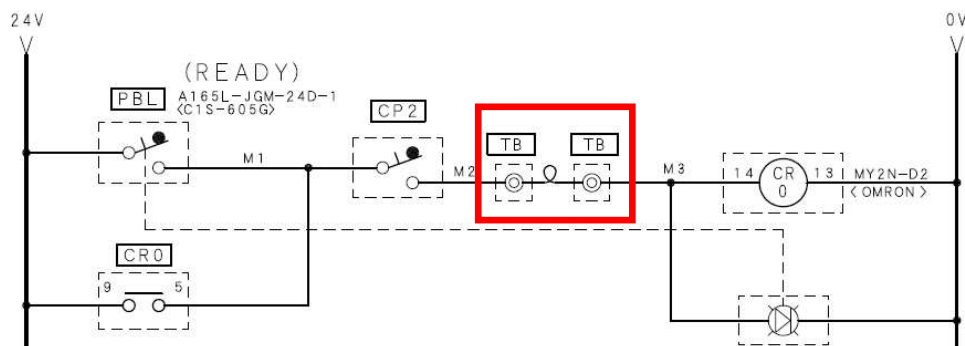 24V
0V
(READY)
PBL
A165L-JGM-24D-1
<C1S-605G>
CP2
TB
TB
M1
M2
M3
14
CR
0
13
MY2N-D2
<OMRON>
CR0
9
5